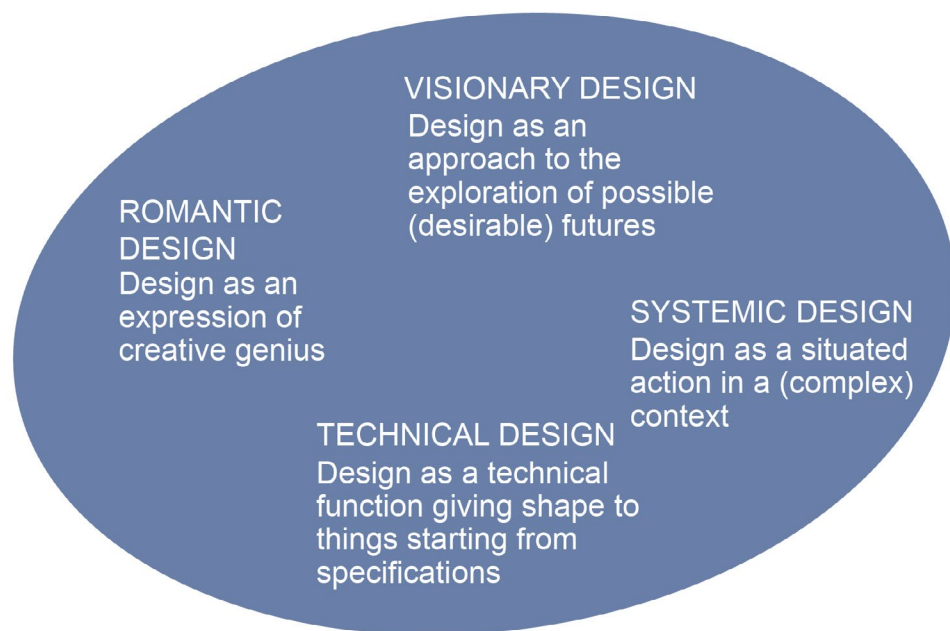 VISIONARY DESIGN
Design as an
approach to the
exploration of possible
(desirable) futures
ROMANTIC
DESIGN
Design as an
expression of
creative genius
SYSTEMIC DESIGN
Design as a situated
action in a (complex)
context
TECHNICAL DESIGN
Design as a technical
function giving shape to
things starting from
specifications